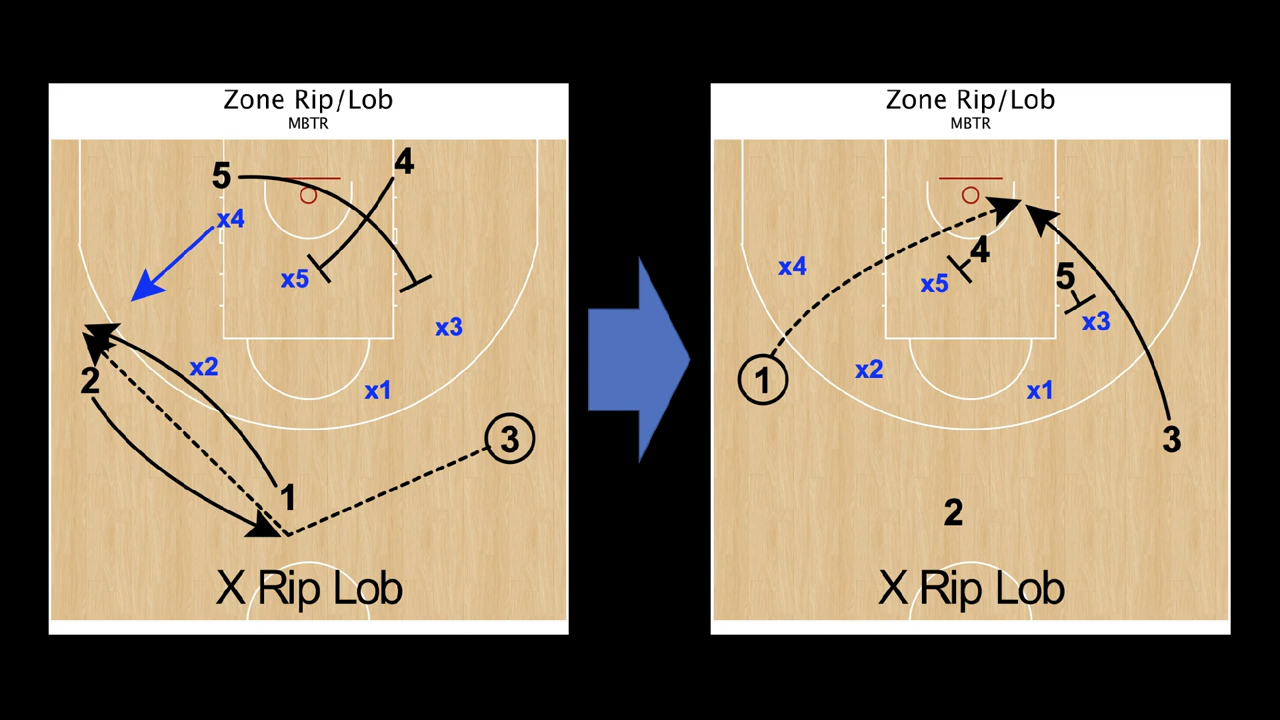 Zone Rip/Lob
MBTR
5
4
x4
x5
x3
2
x2
x1
3
1
X Rip Lob
Zone Rip/Lob
MBTR
4
x4
5
x5
x3
1
x2
x1
3
2
X Rip Lob